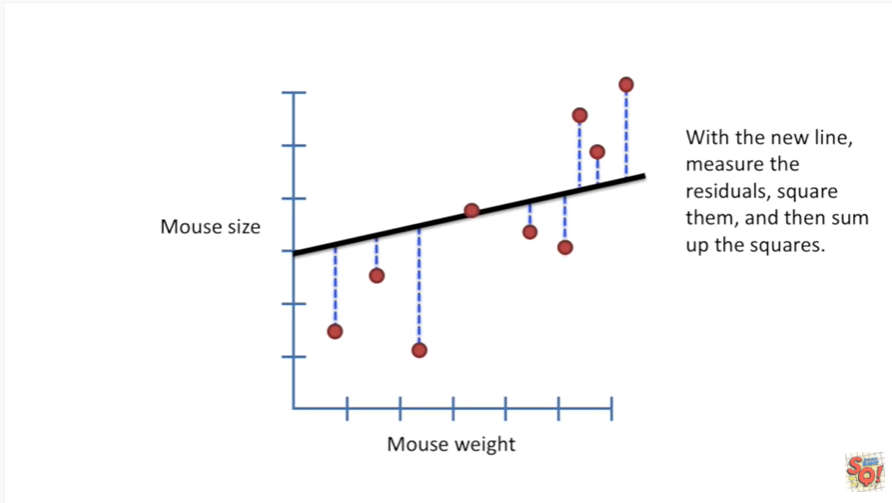 With the new line,
measure the
residuals, square
them, and then sum
up the squares.
Mouse size
Mouse weight
SQ!